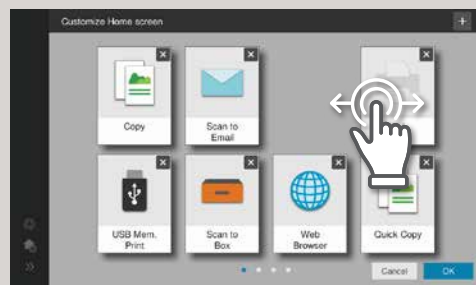 Customize Home screen
Copy
Scan to
Email
USB Mem.
Print
Scan to
Box
Web
Browser
Quick Copy
Cancel
OK